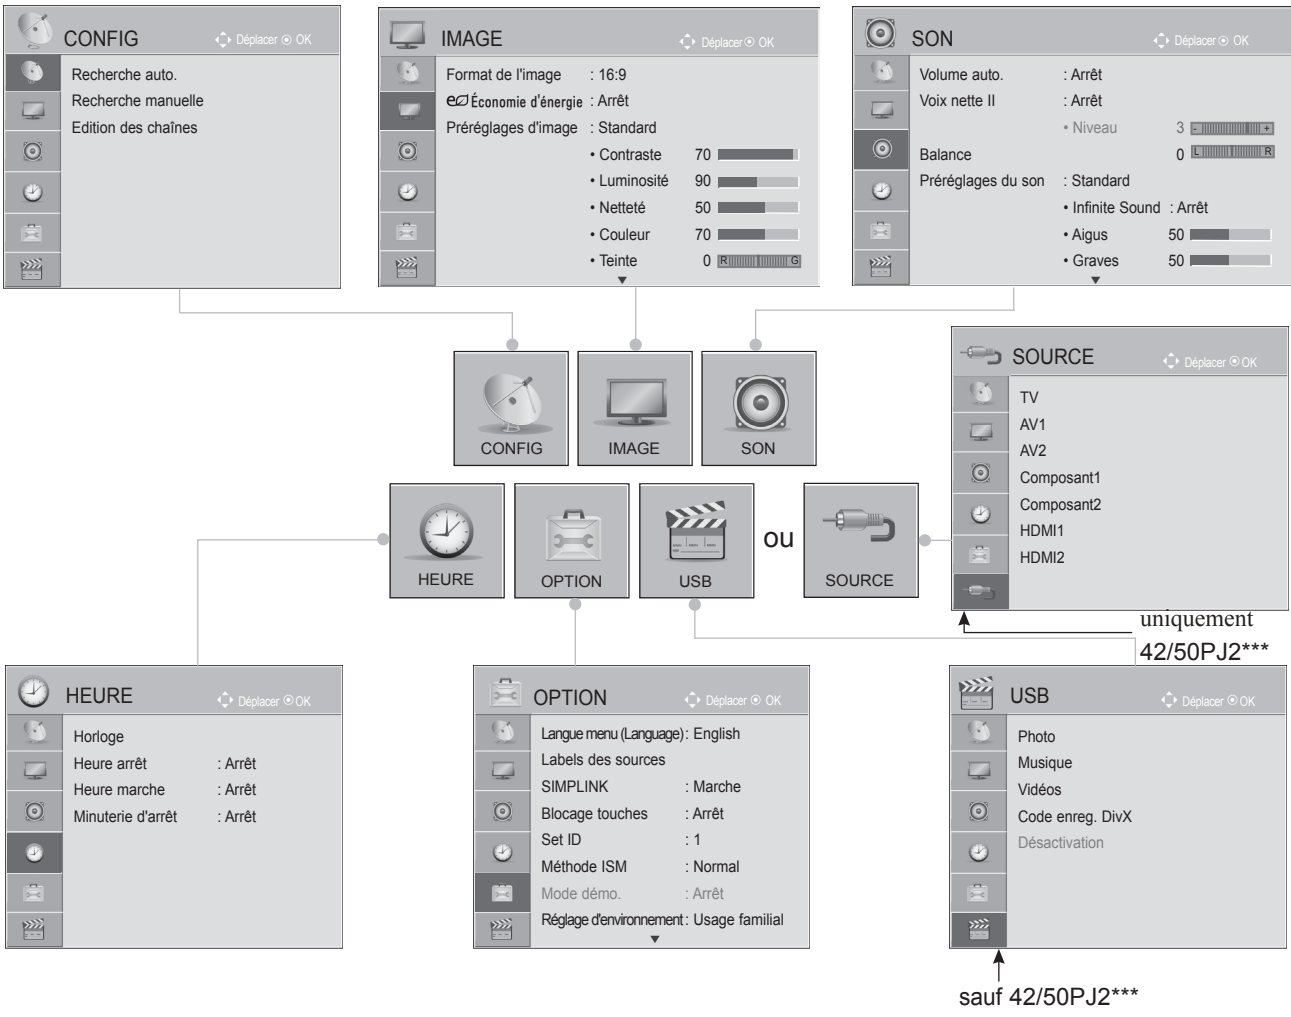 CONFIG
Déplacer OK
Recherche auto.
Recherche manuelle
Edition des chaînes
IMAGE
Déplacer OK
Format de l'image : 16:9
e Économie d'énergie : Arrêt
Préréglages d'image : Standard
• Contraste 70
• Luminosité 90
• Netteté 50
• Couleur 70
• Teinte 0 R G
SON
Déplacer OK
Volume auto. : Arrêt
Voix nette II : Arrêt
• Niveau 3 - +
Balance 0 L R
Préréglages du son : Standard
• Infinite Sound : Arrêt
• Aigus 50
• Graves 50
CONFIG
IMAGE
SON
HEURE
OPTION
USB
ou
SOURCE
SOURCE
Déplacer OK
TV
AV1
AV2
Composant1
Composant2
HDMI1
HDMI2
uniquement
42/50PJ2***
HEURE
Déplacer OK
Horloge
Heure arrêt : Arrêt
Heure marche : Arrêt
Minuterie d'arrêt : Arrêt
OPTION
Déplacer OK
Langue menu (Language) : English
Labels des sources
SIMPLINK : Marche
Blocage touches : Arrêt
Set ID : 1
Méthode ISM : Normal
Mode démo. : Arrêt
Réglage d'environnement : Usage familial
USB
Déplacer OK
Photo
Musique
Vidéos
Code enreg. DivX
Désactivation
sauf 42/50PJ2***